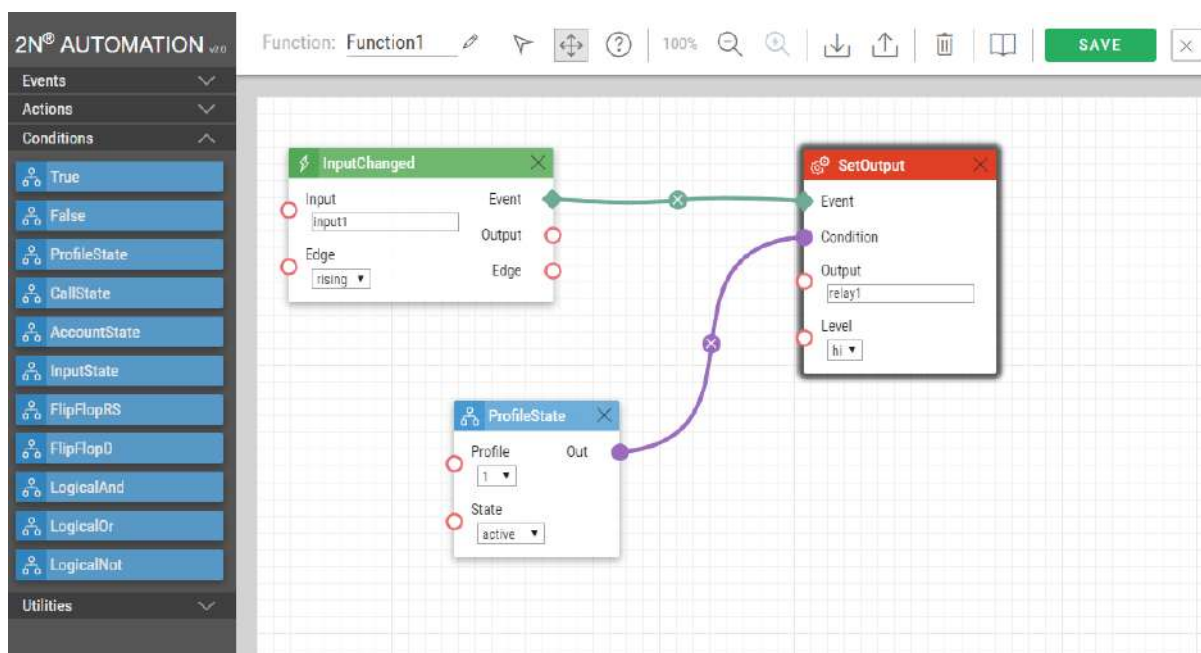 2N® AUTOMATION v2.0
Function: Function1
100%
SAVE
Events
Actions
Conditions
True
False
ProfileState
CallState
AccountState
InputState
FlipFlopRS
FlipFlopD
LogicalAnd
LogicalOr
LogicalNot
Utilities
InputChanged
Input
input1
Edge
rising
Event
Output
Edge
SetOutput
Event
Condition
Output
relay1
Level
hi
ProfileState
Profile
1
State
active
Out